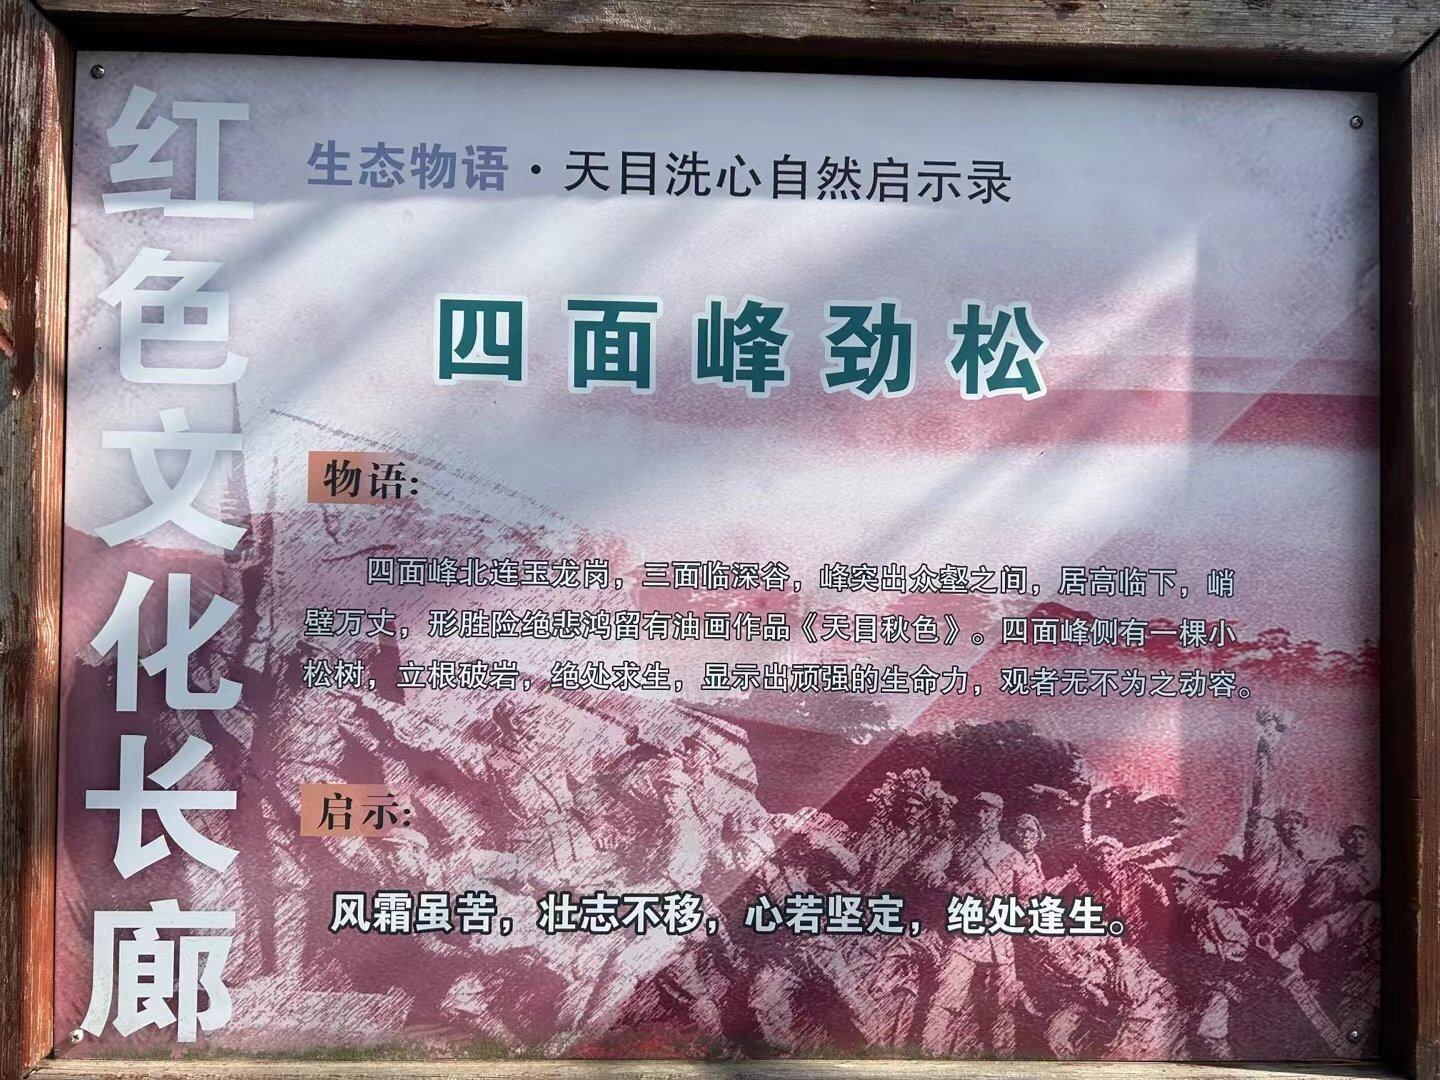 红色文化长廊
生态物语·天目洗心自然启示录
四面峰劲松
物语:
四面峰北连玉龙岗，三面临深谷，峰突出众壑之间，居高临下，峭
壁万丈，形胜险绝悲鸿留有油画作品《天目秋色》。四面峰侧有一棵小
松树，立根破岩，绝处求生，显示出顽强的生命力，观者无不为之动容。
启示:
风霜虽苦，壮志不移，心若坚定，绝处逢生。